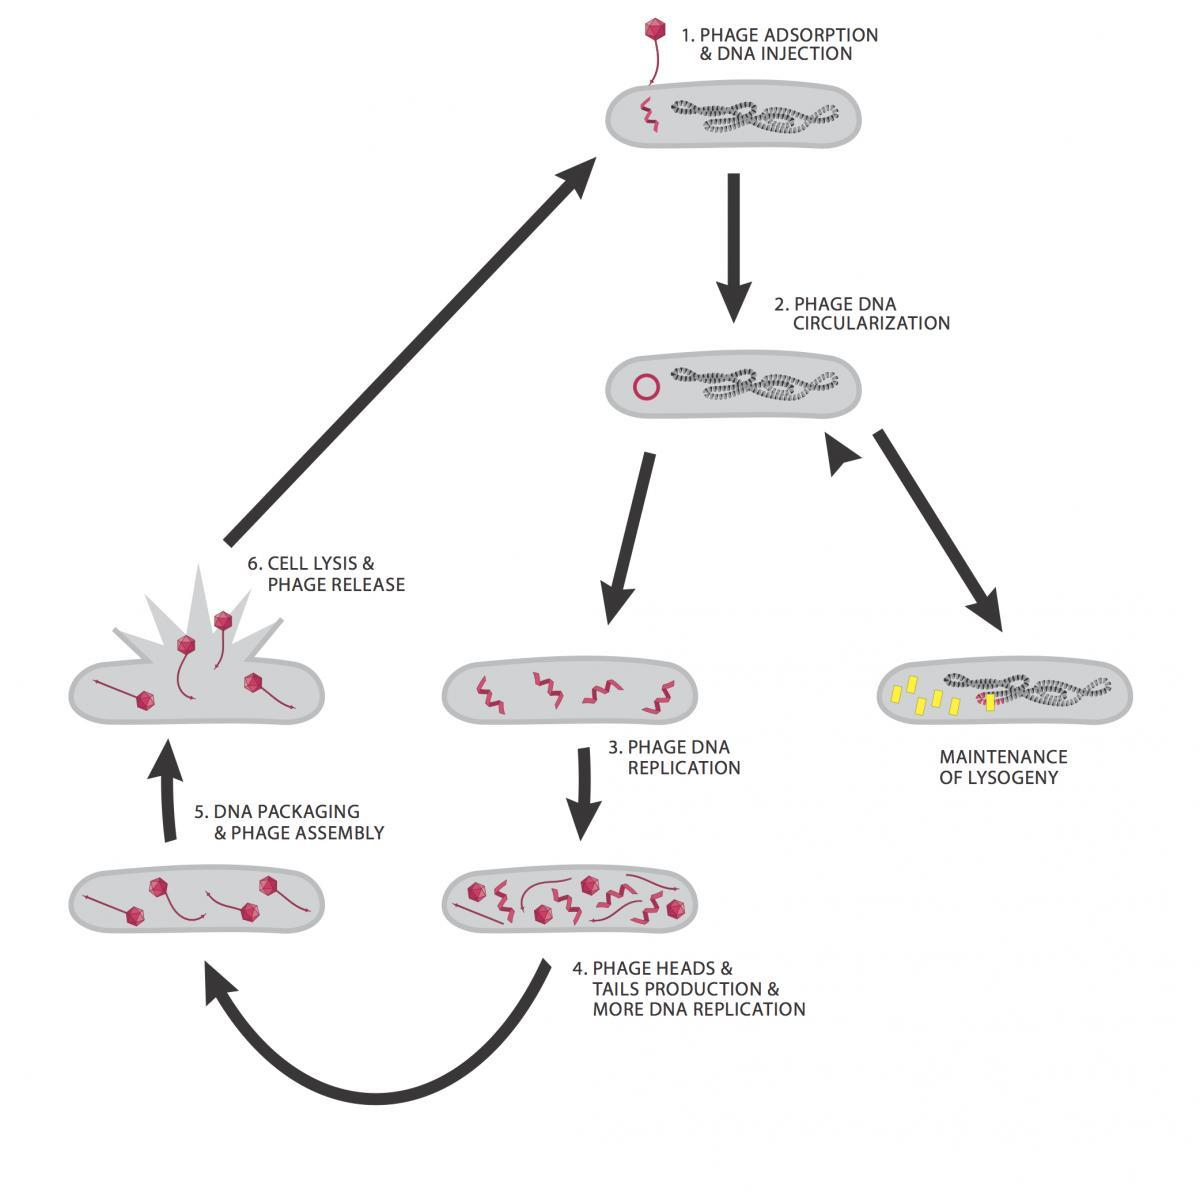 1. PHAGE ADSORPTION
& DNA INJECTION
2. PHAGE DNA
CIRCULARIZATION
6. CELL LYSIS &
PHAGE RELEASE
3. PHAGE DNA
REPLICATION
MAINTENANCE
OF LYSOGENY
5. DNA PACKAGING
& PHAGE ASSEMBLY
4. PHAGE HEADS &
TAILS PRODUCTION &
MORE DNA REPLICATION